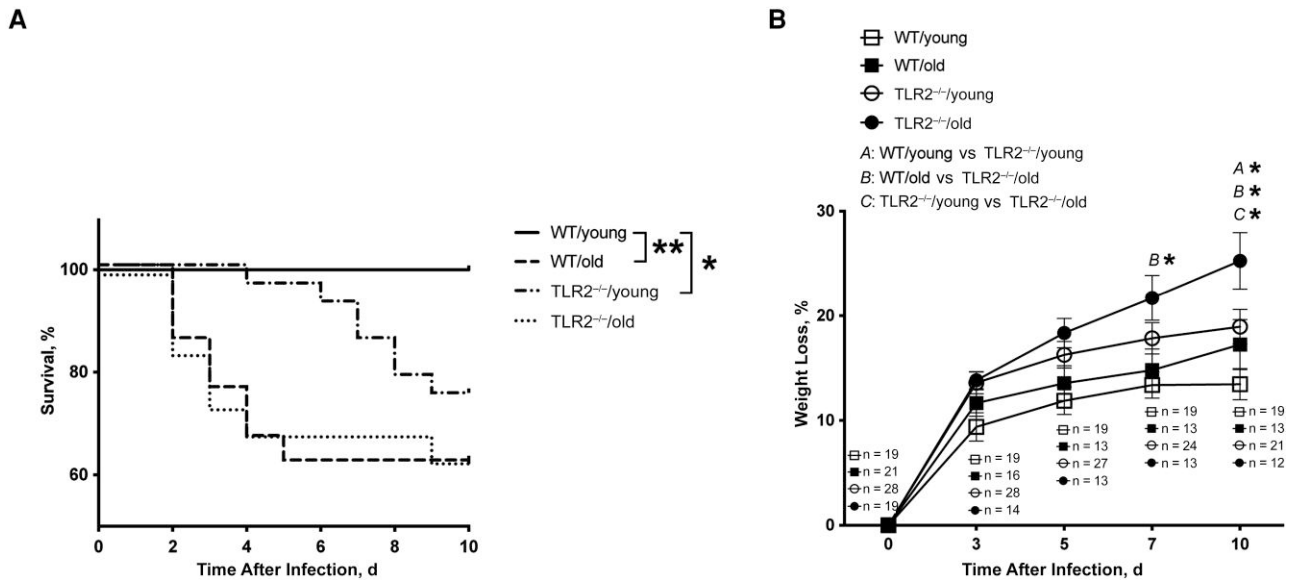 A
100
80
60
Survival, %
0 2 4 6 8 10
Time After Infection, d
WT/young
WT/old
TLR2−/−/young
TLR2−/−/old
**
*
B
WT/young
WT/old
TLR2−/−/young
TLR2−/−/old
A: WT/young vs TLR2−/−/young
B: WT/old vs TLR2−/−/old
C: TLR2−/−/young vs TLR2−/−/old
A *
B *
C *
B *
30
20
10
0
Weight Loss, %
n = 19
n = 21
n = 28
n = 19
n = 19
n = 16
n = 28
n = 14
n = 19
n = 13
n = 27
n = 13
n = 19
n = 13
n = 24
n = 13
n = 19
n = 13
n = 21
n = 12
0 3 5 7 10
Time After Infection, d